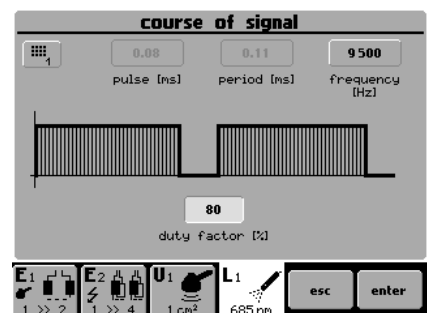 course of signal
1 0.08 0.11 9500
pulse [ms] period [ms] frequency
[Hz]
80
duty factor [%]
E1 E2 U1 L1 esc enter
1 >> 2 1 >> 4 1 cm² 685 nm